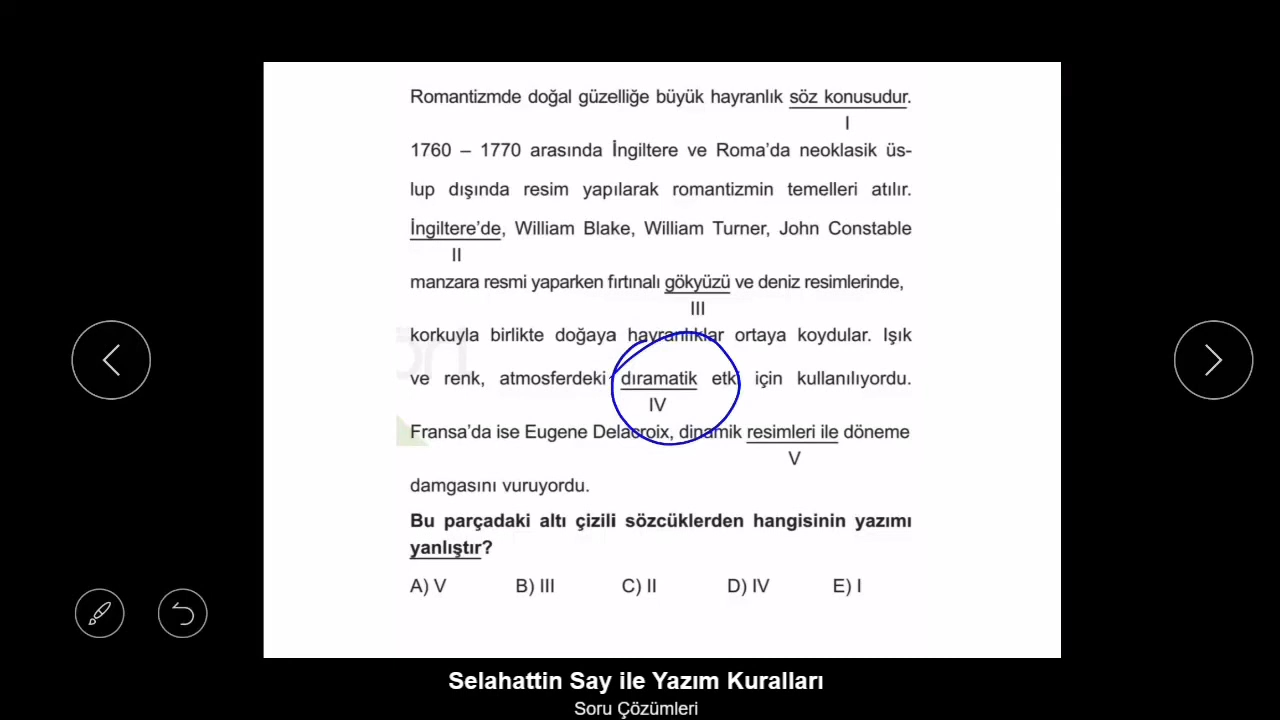 Romantizmde doğal güzelliğe büyük hayranlık söz konusudur.
I
1760 – 1770 arasında İngiltere ve Roma’da neoklasik üs-
lup dışında resim yapılarak romantizmin temelleri atılır.
İngiltere’de, William Blake, William Turner, John Constable
II
manzara resmi yaparken fırtınalı gökyüzü ve deniz resimlerinde,
III
korkuyla birlikte doğaya hayranlıklar ortaya koydular. Işık
ve renk, atmosferdeki dıramatik etki için kullanılıyordu.
IV
Fransa’da ise Eugene Delacroix, dinamik resimleri ile döneme
V
damgasını vuruyordu.
Bu parçadaki altı çizili sözcüklerden hangisinin yazımı
yanlıştır?
A) V B) III C) II D) IV E) I
Selahattin Say ile Yazım Kuralları
Soru Çözümleri